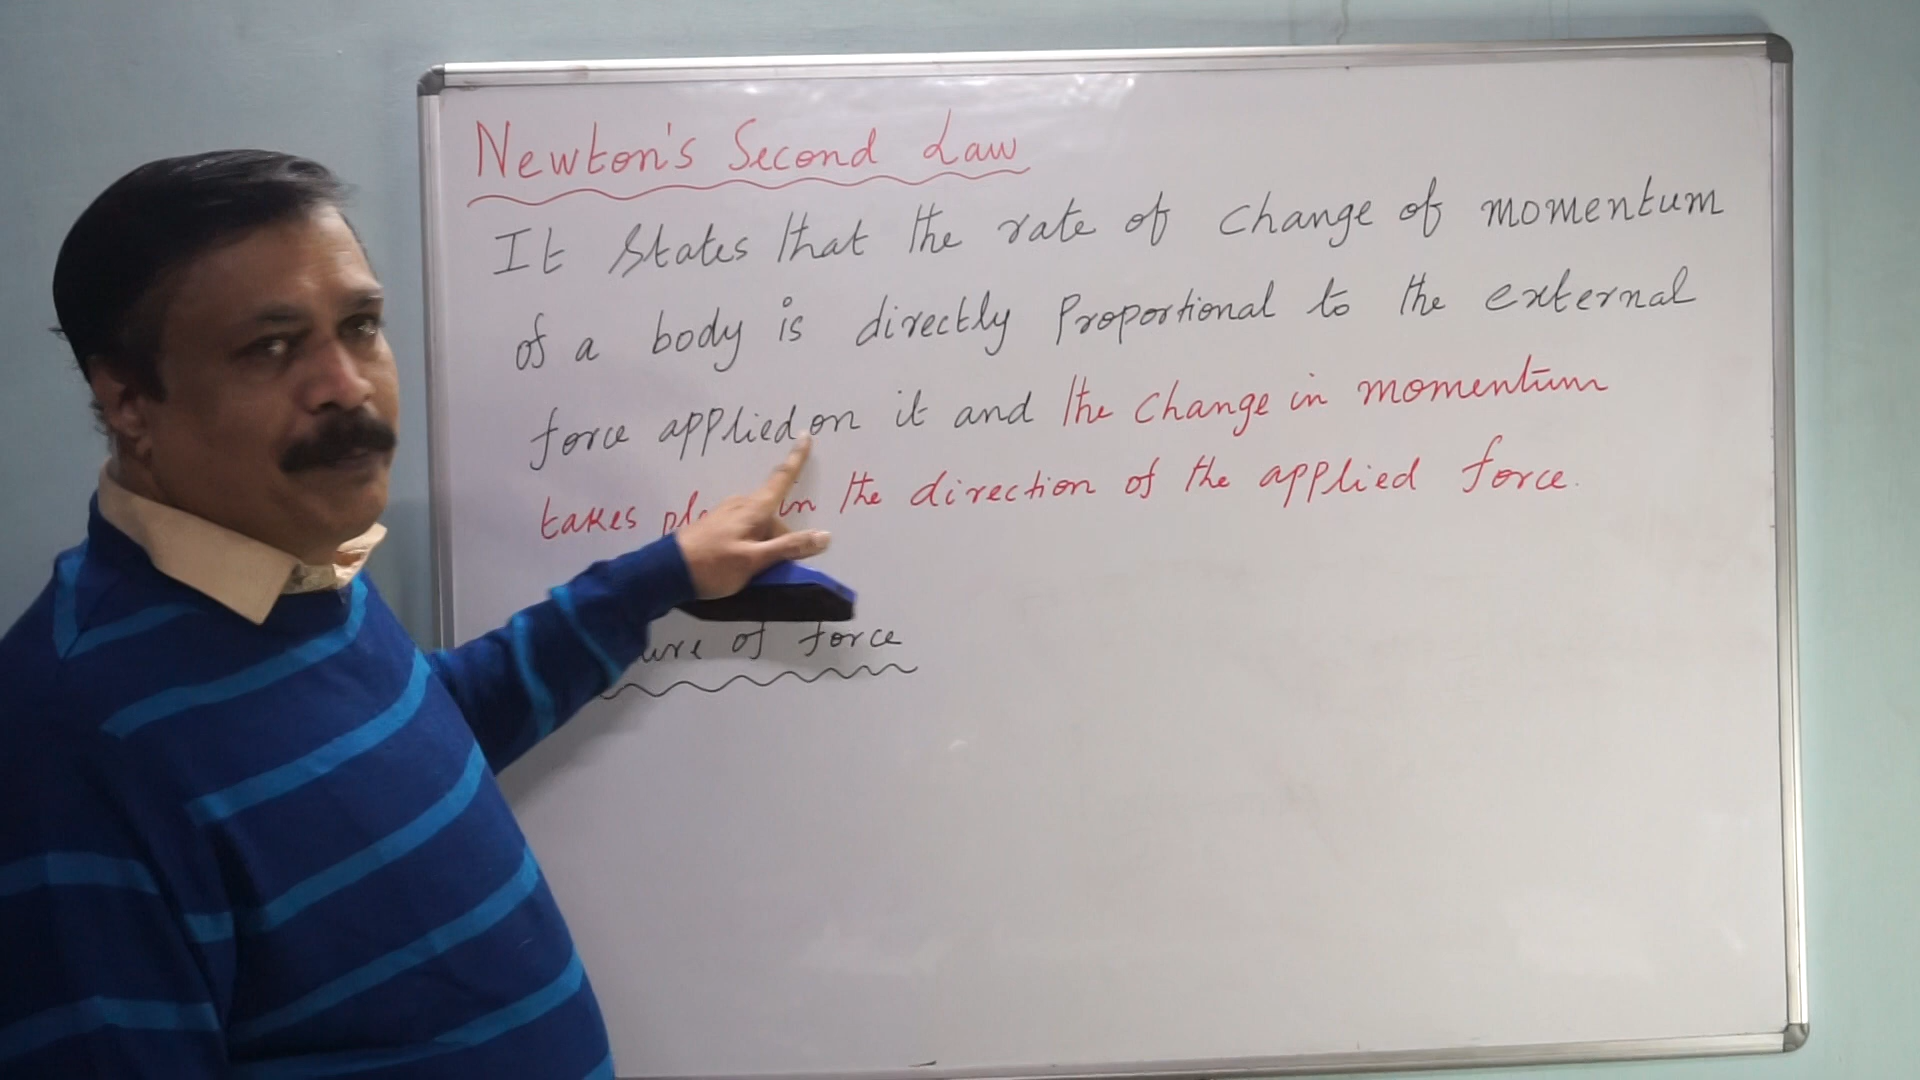 Newton's Second Law
It states that the rate of change of momentum
of a body is directly proportional to the external
force applied on it and the change in momentum
takes in the direction of the applied force.
of force